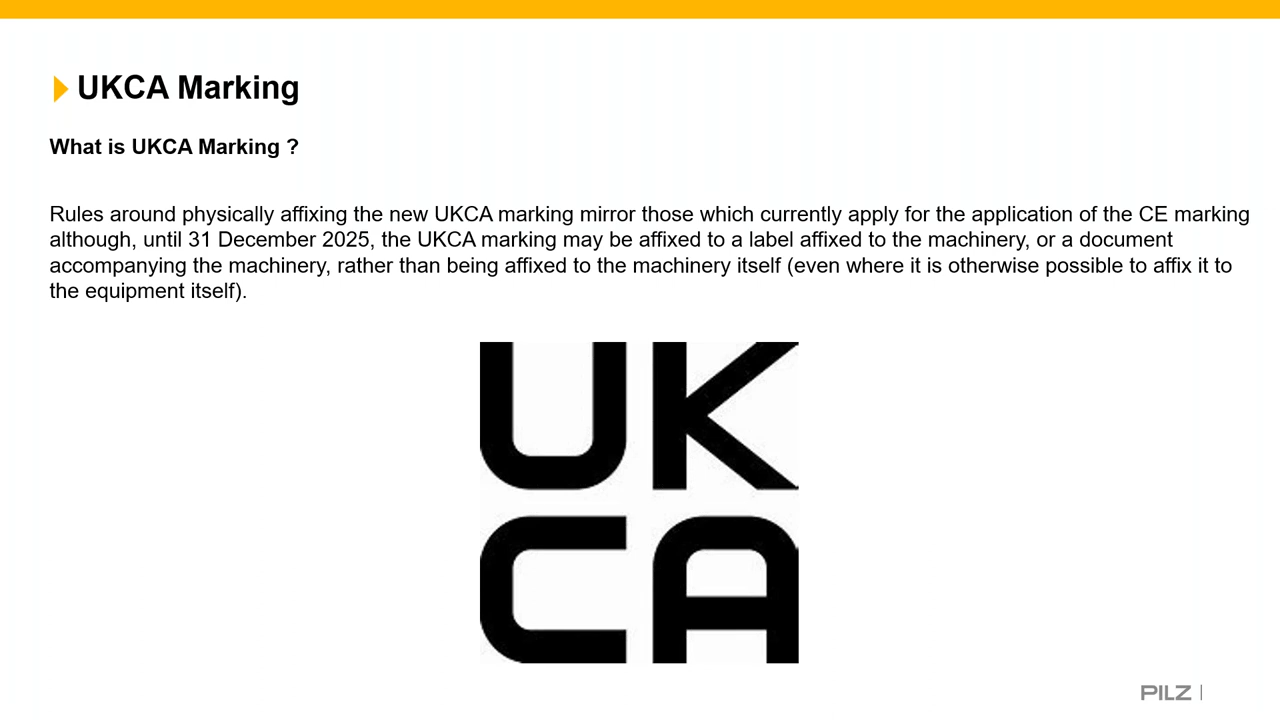 UKCA Marking
What is UKCA Marking ?
Rules around physically affixing the new UKCA marking mirror those which currently apply for the application of the CE marking
although, until 31 December 2025, the UKCA marking may be affixed to a label affixed to the machinery, or a document
accompanying the machinery, rather than being affixed to the machinery itself (even where it is otherwise possible to affix it to
the equipment itself).
UK
CA
PILZ